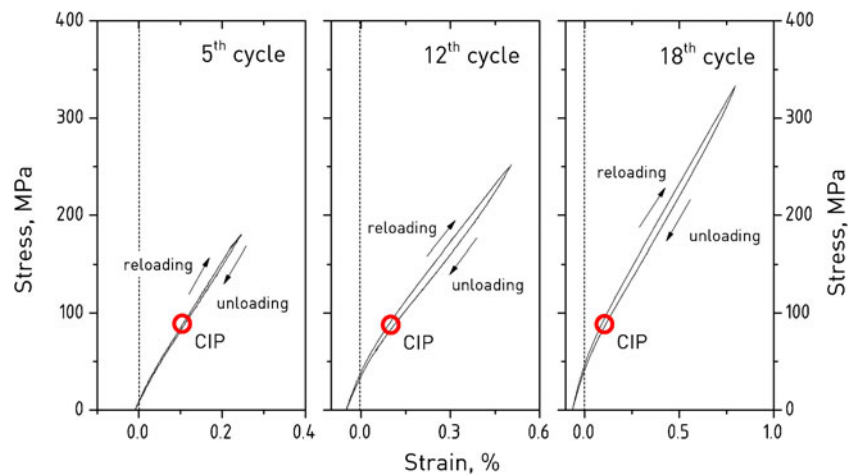 400
300
200
100
0
Stress, MPa
5th cycle
reloading
unloading
CIP
0.0
0.2
0.4
12th cycle
reloading
unloading
CIP
0.0
0.3
0.6
18th cycle
reloading
unloading
CIP
0.0
0.5
1.0
400
300
200
100
0
Stress, MPa
Strain, %